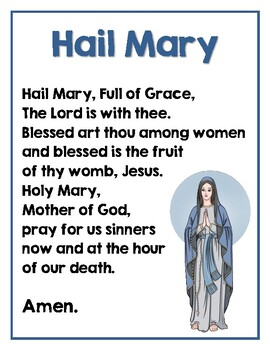 Hail Mary
Hail Mary, Full of Grace,
The Lord is with thee.
Blessed art thou among women
and blessed is the fruit
of thy womb, Jesus.
Holy Mary,
Mother of God,
pray for us sinners
now and at the hour
of our death.
Amen.